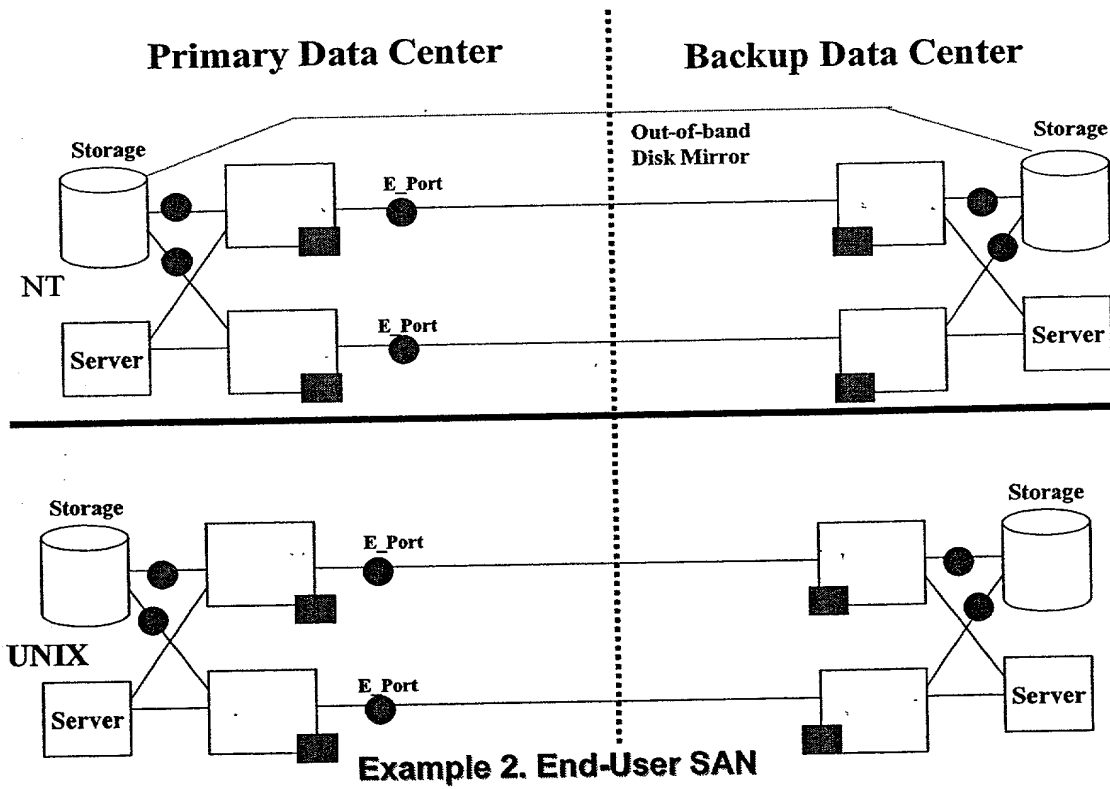 Primary Data Center
Backup Data Center
Out-of-band
Disk Mirror
Storage
Storage
E_Port
NT
E_Port
Server
Server
Storage
Storage
E_Port
UNIX
E_Port
Server
Server
Example 2. End-User SAN